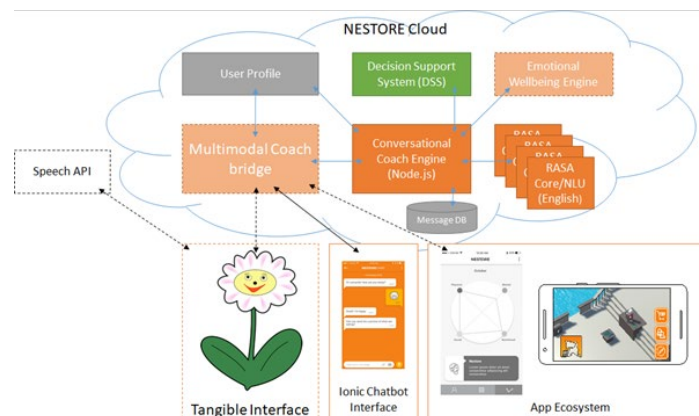 NESTORE Cloud
User Profile
Decision Support
System (DSS)
Emotional
Wellbeing Engine
Multimodal Coach
bridge
Conversational
Coach Engine
(Node.js)
RASA
RASA
RASA
RASA
Core/NLU
(English)
Speech API
Message DB
NESTORE
Tangible Interface
Ionic Chatbot
Interface
App Ecosystem